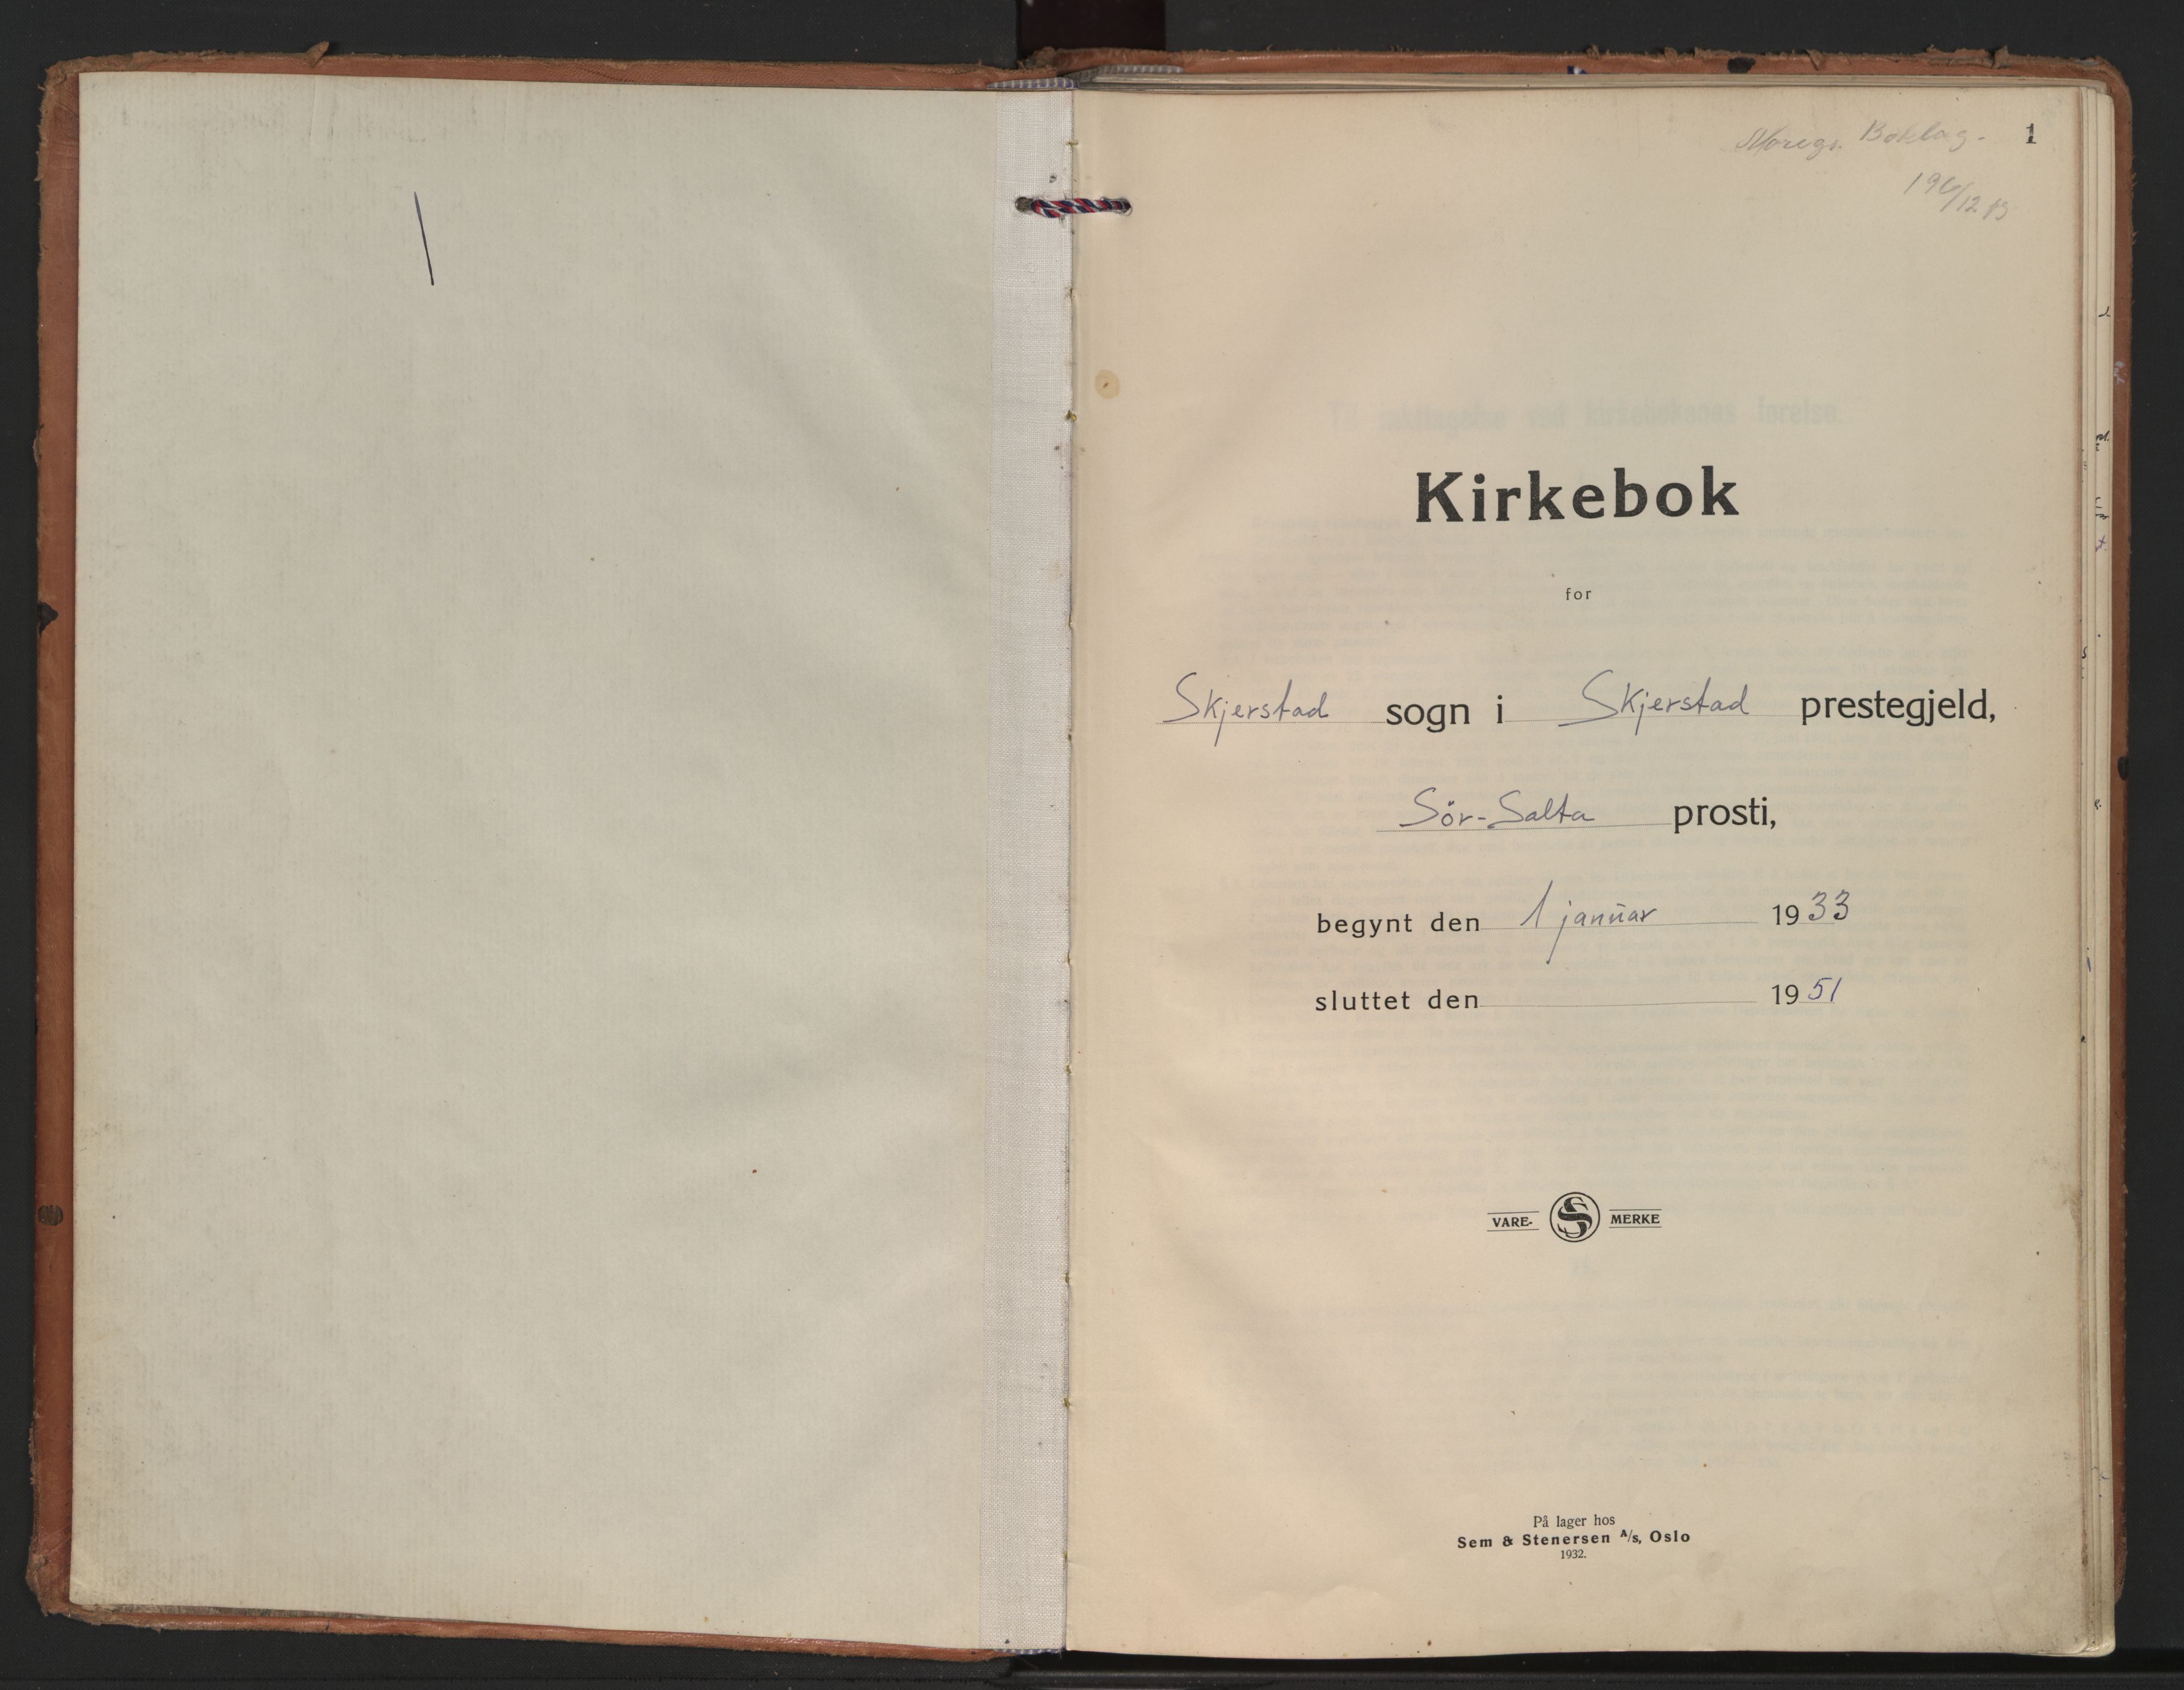 Boklag. 1
Kirkebok
for
Skjerstad sogn i Skjerstad prestegjeld,
Sör-Salta prosti,
begynt den 1 januar 1933
sluttet den 1951
VARE- S MERKE
På lager hos
Sem & Stenersen A/s, Oslo
1932.